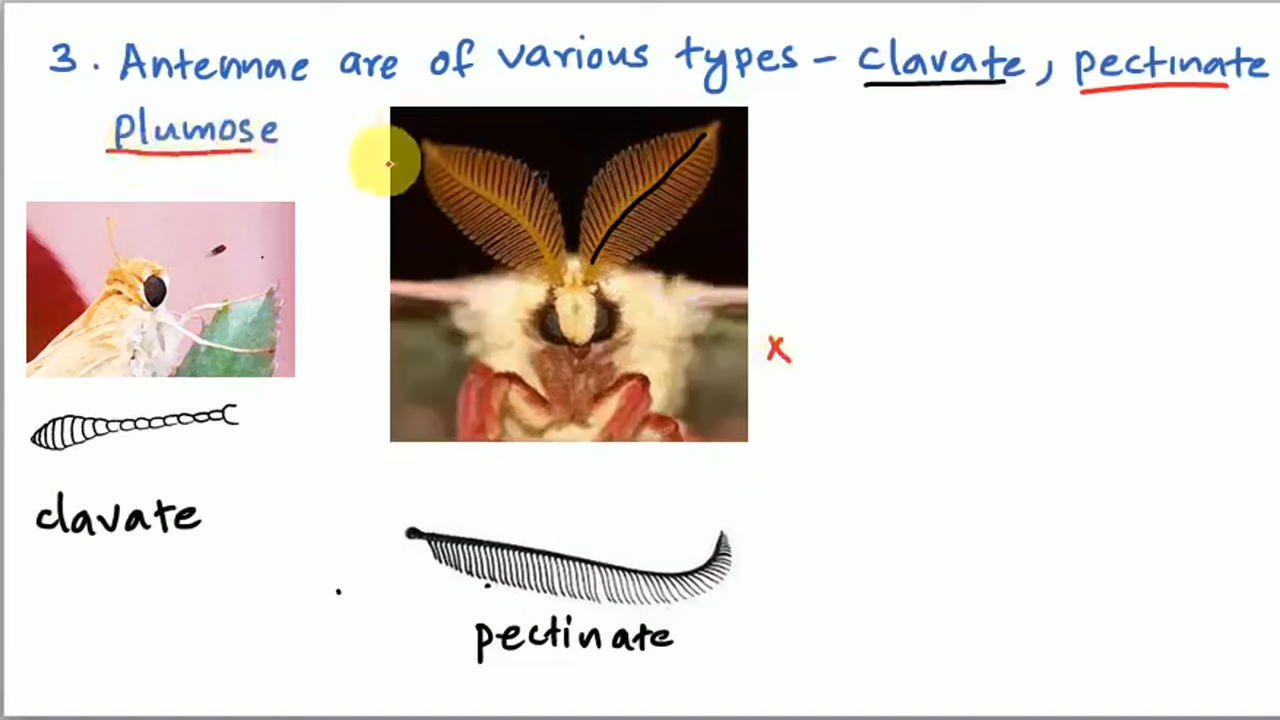 3. Antennae are of various types - clavate, pectinate
plumose
x
clavate
pectinate